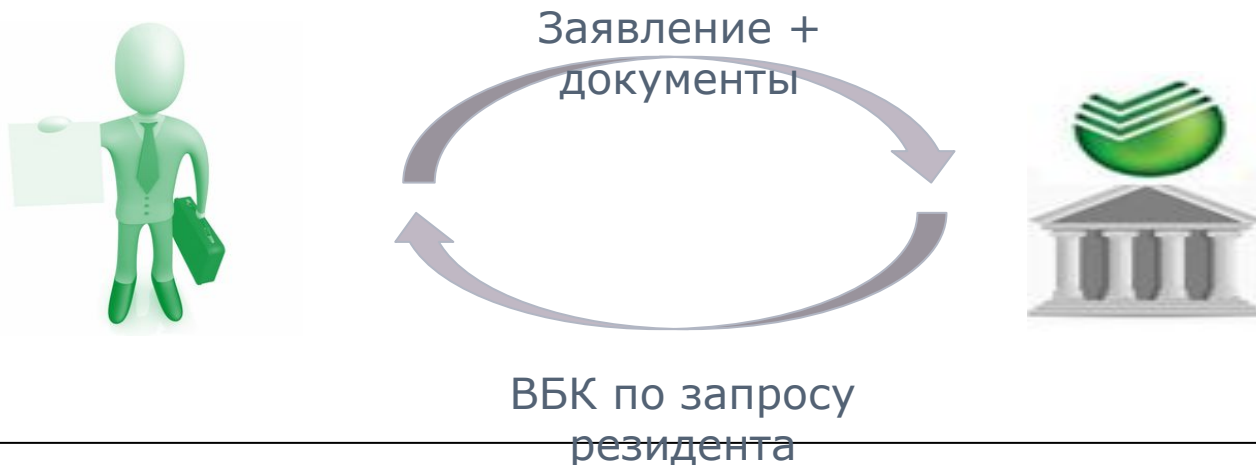 Заявление +
документы
ВБК по запросу
резидента